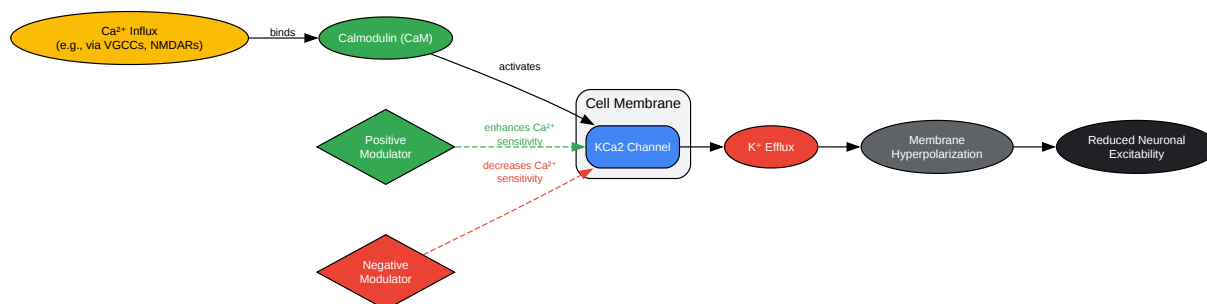 Ca²⁺ Influx
(e.g., via VGCCs, NMDARs)
binds
Calmodulin (CaM)
activates
Cell Membrane
Positive
Modulator
enhances Ca²⁺
sensitivity
KCa2 Channel
K⁺ Efflux
Membrane
Hyperpolarization
Reduced Neuronal
Excitability
decreases Ca²⁺
sensitivity
Negative
Modulator